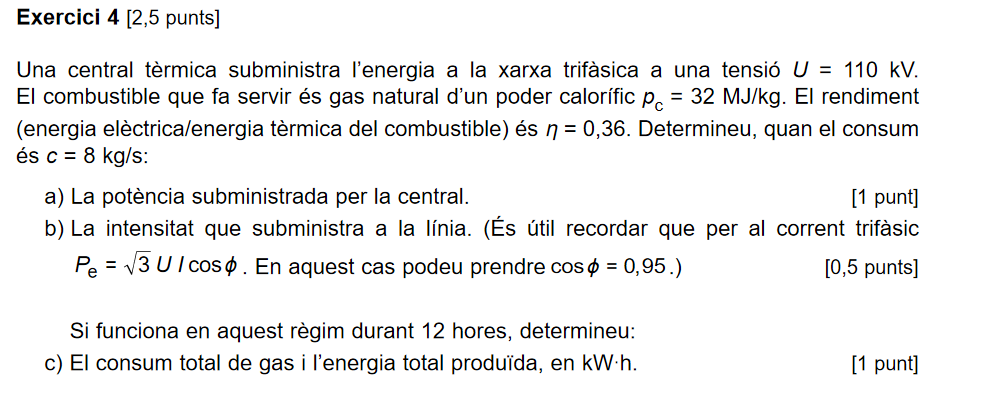 Exercici 4 [2,5 punts]
Una central tèrmica subministra l'energia a la xarxa trifàsica a una tensió U = 110 kV.
El combustible que fa servir és gas natural d'un poder calorífic p_c = 32 MJ/kg. El rendiment
(energia elèctrica/energia tèrmica del combustible) és η = 0,36. Determineu, quan el consum
és c = 8 kg/s:
a) La potència subministrada per la central. [1 punt]
b) La intensitat que subministra a la línia. (És útil recordar que per al corrent trifàsic
P_e = √3 U I cos ϕ. En aquest cas podeu prendre cos ϕ = 0,95.) [0,5 punts]
Si funciona en aquest règim durant 12 hores, determineu:
c) El consum total de gas i l'energia total produïda, en kW·h. [1 punt]